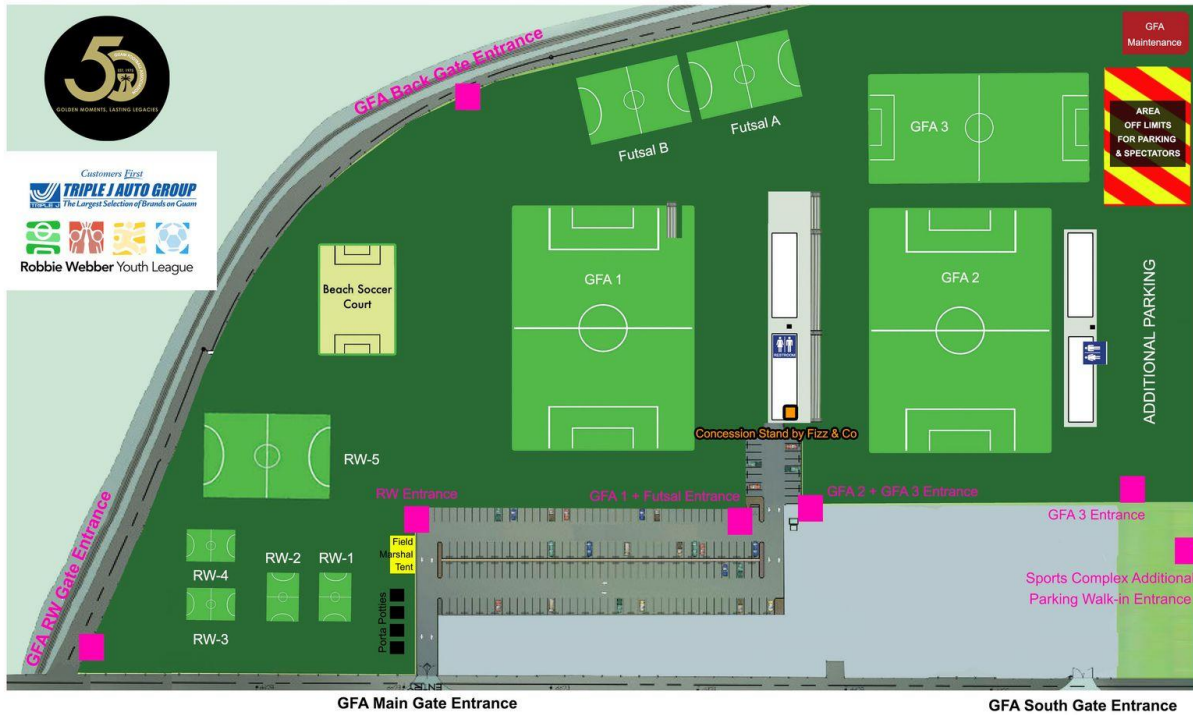 50
EST. 1975
GOLDEN MOMENTS, LASTING LEGACIES
Customers First
TRIPLE J
TRIPLE J AUTO GROUP
The Largest Selection of Brands on Guam
Robbie Webber Youth League
GFA Back Gate Entrance
Futsal B
Futsal A
GFA 3
GFA
Maintenance
AREA
OFF LIMITS
FOR PARKING
& SPECTATORS
Beach Soccer
Court
GFA 1
RESTROOM
GFA 2
ADDITIONAL PARKING
Concession Stand by Fizz & Co
RW-5
RW Entrance
GFA 1 + Futsal Entrance
GFA 2 + GFA 3 Entrance
GFA 3 Entrance
GFA RW Gate Entrance
RW-4
RW-3
RW-2
RW-1
Field
Marshal
Tent
Porta Potties
Sports Complex Additional
Parking Walk-in Entrance
GFA Main Gate Entrance
GFA South Gate Entrance